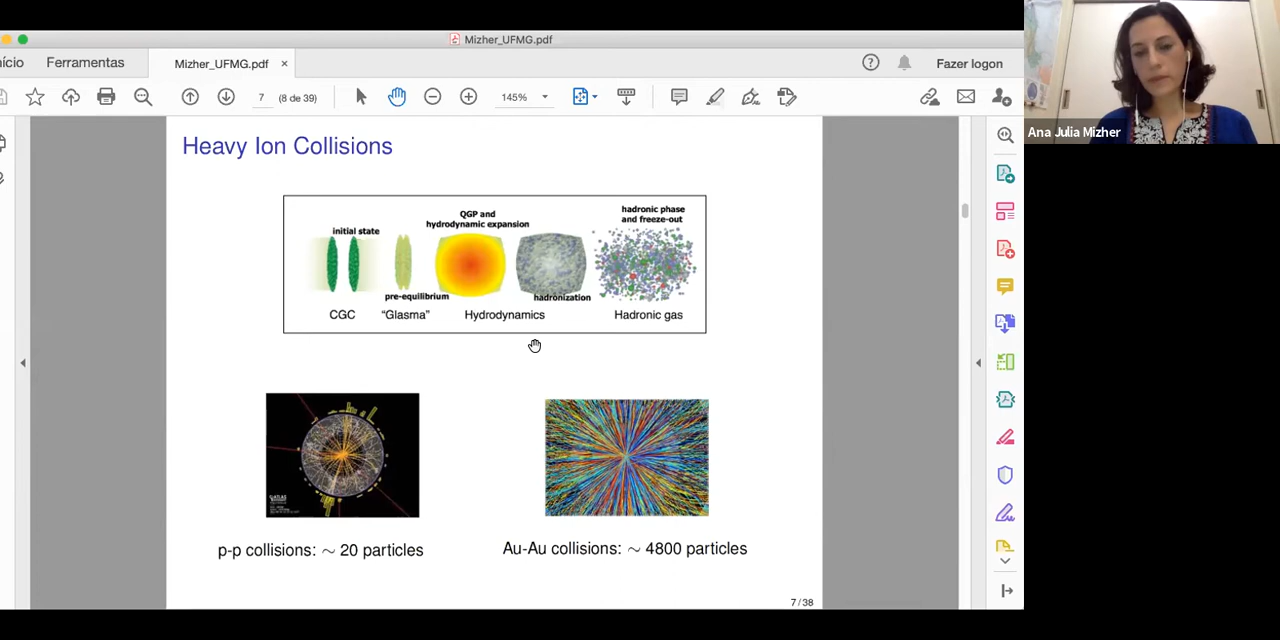 Mizher_UFMG.pdf
nício
Ferramentas
Mizher_UFMG.pdf ×
Fazer logon
7 (8 de 39)
145%
Ana Julia Mizher
Heavy Ion Collisions
initial state
QGP and
hydrodynamic expansion
hadronic phase
and freeze-out
pre-equilibrium
hadronization
CGC
“Glasma”
Hydrodynamics
Hadronic gas
ATLAS
p-p collisions: ∼ 20 particles
Au-Au collisions: ∼ 4800 particles
7 / 38